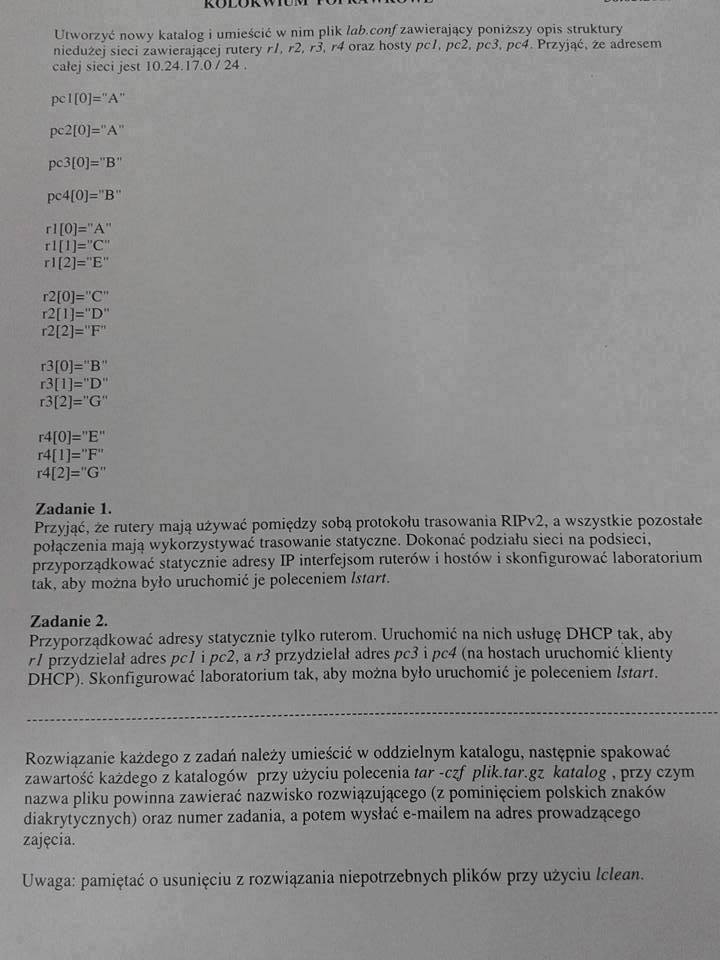 KOLOKWIUM POPRAWKOWE
Utworzyć nowy katalog i umieścić w nim plik lab.conf zawierający poniższy opis struktury
niedużej sieci zawierającej rutery r1, r2, r3, r4 oraz hosty pc1, pc2, pc3, pc4. Przyjąć, że adresem
całej sieci jest 10.24.17.0 / 24 .
pc1[0]="A"
pc2[0]="A"
pc3[0]="B"
pc4[0]="B"
r1[0]="A"
r1[1]="C"
r1[2]="E"
r2[0]="C"
r2[1]="D"
r2[2]="F"
r3[0]="B"
r3[1]="D"
r3[2]="G"
r4[0]="E"
r4[1]="F"
r4[2]="G"
Zadanie 1.
Przyjąć, że rutery mają używać pomiędzy sobą protokołu trasowania RIPv2, a wszystkie pozostałe
połączenia mają wykorzystywać trasowanie statyczne. Dokonać podziału sieci na podsieci,
przyporządkować statycznie adresy IP interfejsom ruterów i hostów i skonfigurować laboratorium
tak, aby można było uruchomić je poleceniem lstart.
Zadanie 2.
Przyporządkować adresy statycznie tylko ruterom. Uruchomić na nich usługę DHCP tak, aby
r1 przydzielał adres pc1 i pc2, a r3 przydzielał adres pc3 i pc4 (na hostach uruchomić klienty
DHCP). Skonfigurować laboratorium tak, aby można było uruchomić je poleceniem lstart.
Rozwiązanie każdego z zadań należy umieścić w oddzielnym katalogu, następnie spakować
zawartość każdego z katalogów przy użyciu polecenia tar -czf plik.tar.gz katalog , przy czym
nazwa pliku powinna zawierać nazwisko rozwiązującego (z pominięciem polskich znaków
diakrytycznych) oraz numer zadania, a potem wysłać e-mailem na adres prowadzącego
zajęcia.
Uwaga: pamiętać o usunięciu z rozwiązania niepotrzebnych plików przy użyciu lclean.